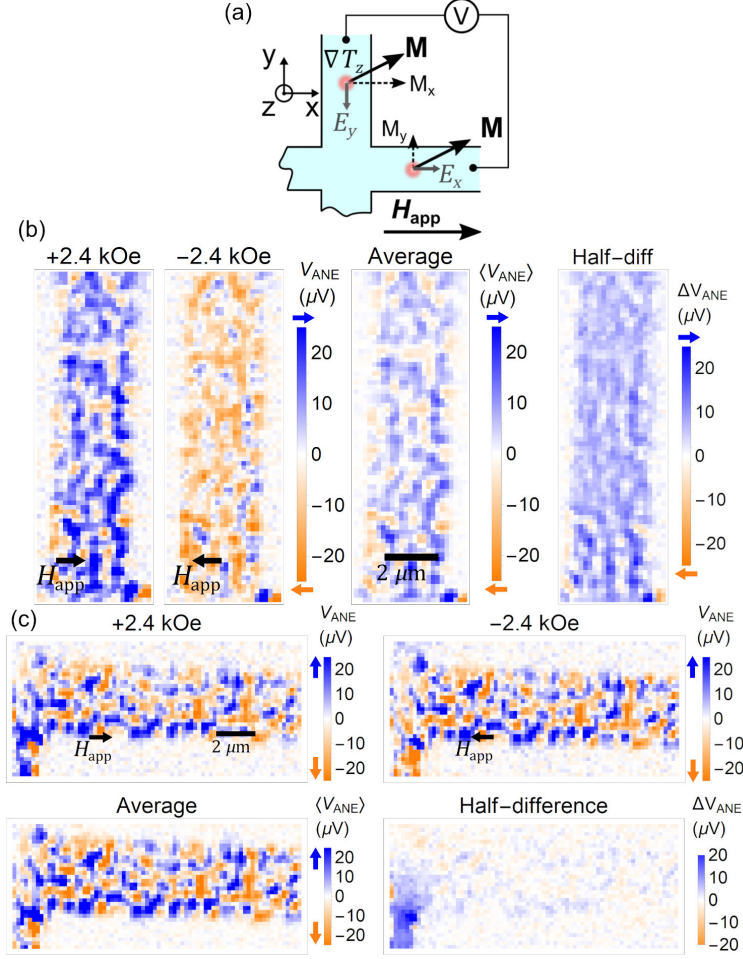 (a)
V
∇T_z
M
y
M_x
z
x
E_y
M_y
M
E_x
H_app
(b)
+2.4 kOe
−2.4 kOe
V_ANE
(μV)
Average
⟨V_ANE⟩
(μV)
Half−diff
ΔV_ANE
(μV)
20
10
0
−10
−20
20
10
0
−10
−20
20
10
0
−10
−20
H_app
H_app
2 μm
(c)
+2.4 kOe
V_ANE
(μV)
20
10
0
−10
−20
H_app
2 μm
−2.4 kOe
V_ANE
(μV)
20
10
0
−10
−20
H_app
Average
⟨V_ANE⟩
(μV)
20
10
0
−10
−20
Half−difference
ΔV_ANE
(μV)
20
10
0
−10
−20